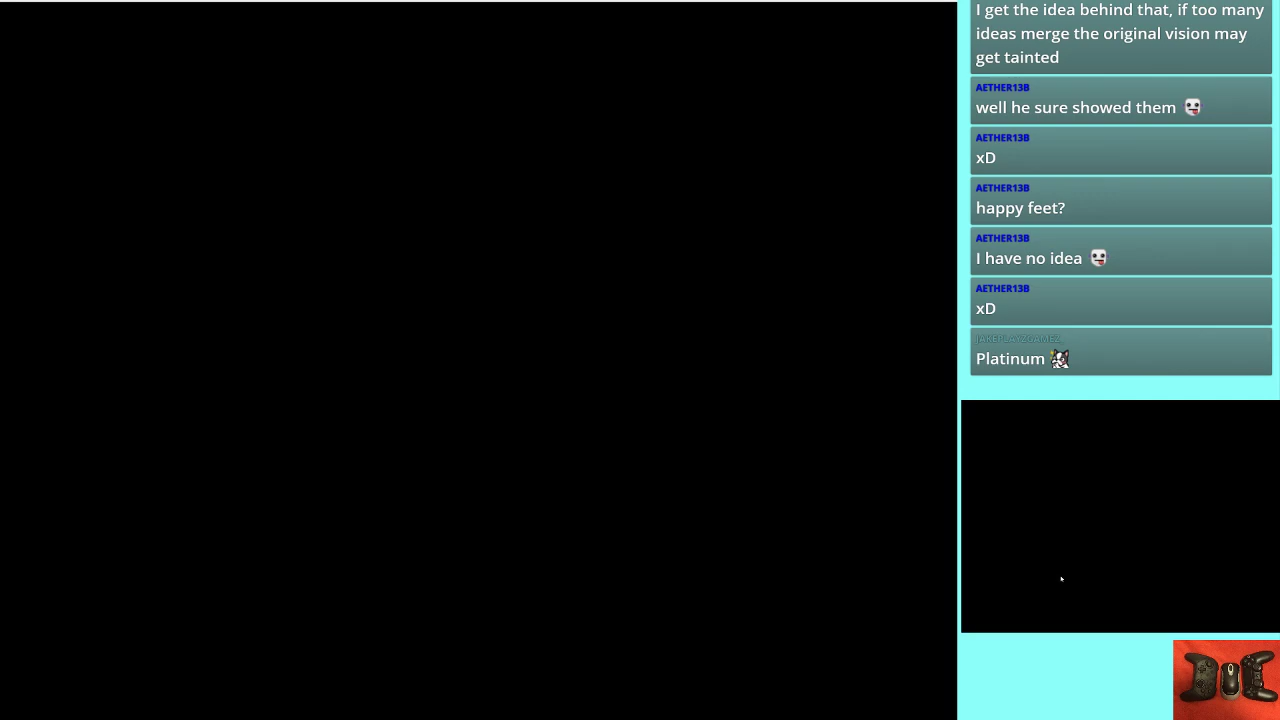 I get the idea behind that, if too many
ideas merge the original vision may
get tainted
AETHER13B
well he sure showed them
AETHER13B
xD
AETHER13B
happy feet?
AETHER13B
I have no idea
AETHER13B
xD
JAKEPLAYZGAMEZ
Platinum